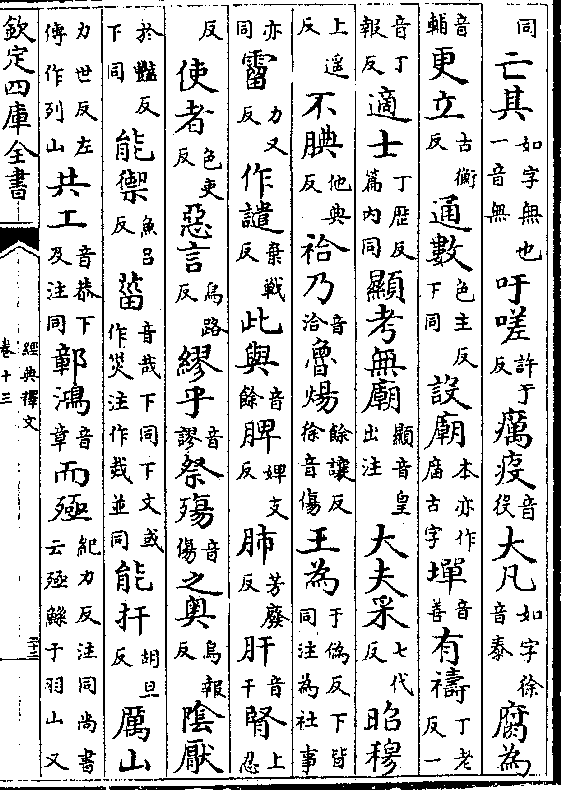 同亡其如字無也一音無吁嗟許于反癘疫音役大凡如字徐音泰腐為
音輔更立古衡反通數色主反下同設廟本亦作庿古字墠音善有禱丁老反一
音丁報反適士丁歷反篇內同顯考無廟顯音皇出注大夫采七代反昭穆
上遥反不腆他典反祫乃音洽魯煬餘讓反徐音傷王為于偽反下皆同注為社事
亦同霤力又反作譴棄戰反此與音餘脾婢支反肺芳廢反肝音干腎上忍
反使者色吏反惡言烏路反繆乎音謬祭殤音傷之奧烏報反陰厭
於豔反下同能禦魚呂反菑音哉下同下文或作災注作烖並同能扞胡旦反厲山
力世反左傳作列山共工音恭下及注同鄣鴻音章而殛紀力反注同尚書云殛鯀于羽山又
欽定四庫全書
經典釋文
卷十三